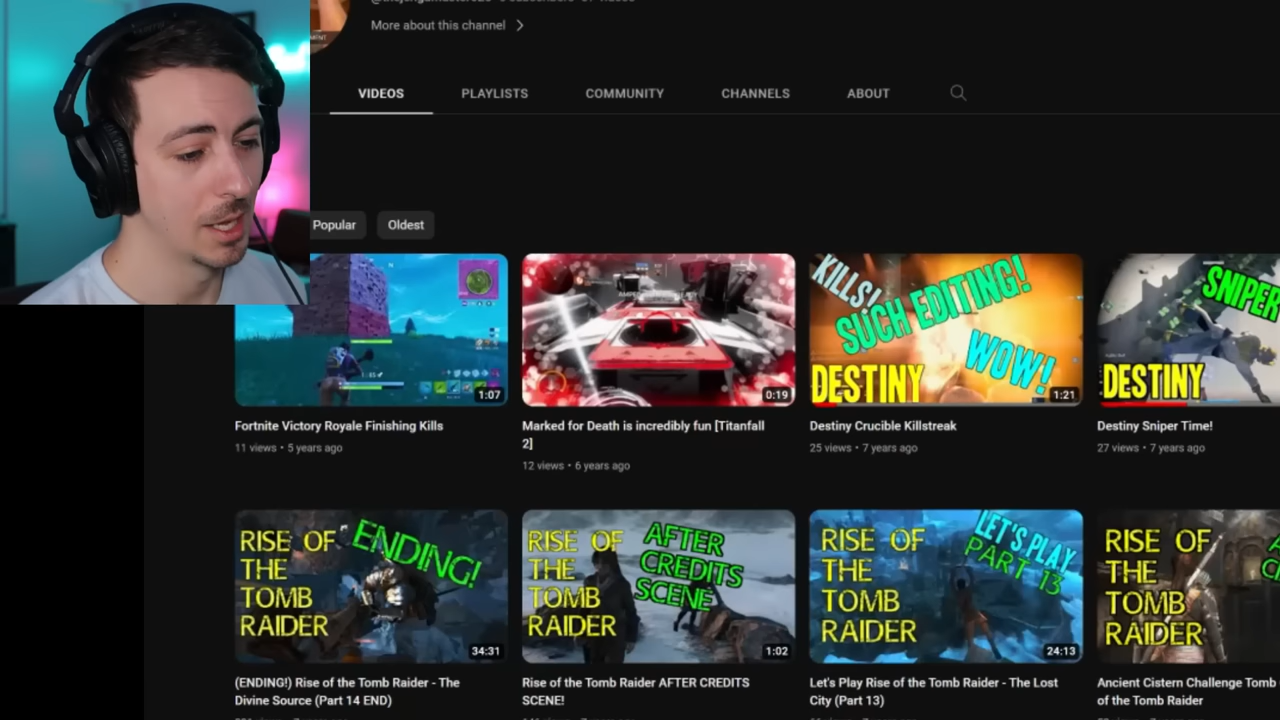 More about this channel
VIDEOS PLAYLISTS COMMUNITY CHANNELS ABOUT
Popular Oldest
KILLS!
SUCH EDITING!
WOW!
DESTINY
SNIPER
DESTINY
1:07
0:19
1:21
Fortnite Victory Royale Finishing Kills
11 views • 5 years ago
Marked for Death is incredibly fun [Titanfall
2]
12 views • 6 years ago
Destiny Crucible Killstreak
25 views • 7 years ago
Destiny Sniper Time!
27 views • 7 years ago
RISE OF
THE
TOMB
RAIDER
ENDING!
34:31
RISE OF
THE
TOMB
RAIDER
AFTER
CREDITS
SCENE
1:02
RISE OF
THE
TOMB
RAIDER
LET'S PLAY
PART 13
24:13
RISE OF
THE
TOMB
RAIDER
(ENDING!) Rise of the Tomb Raider - The
Divine Source (Part 14 END)
Rise of the Tomb Raider AFTER CREDITS
SCENE!
Let's Play Rise of the Tomb Raider - The Lost
City (Part 13)
Ancient Cistern Challenge Tomb
of the Tomb Raider